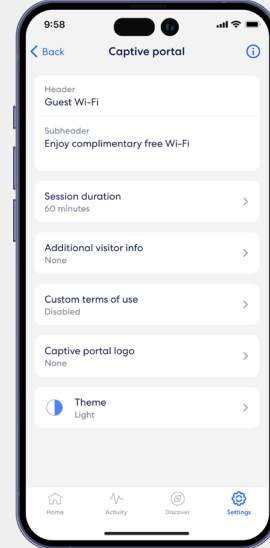 9:58
Back
Captive portal
Header
Guest Wi-Fi
Subheader
Enjoy complimentary free Wi-Fi
Session duration
60 minutes
Additional visitor info
None
Custom terms of use
Disabled
Captive portal logo
None
Theme
Light
Home
Activity
Discover
Settings